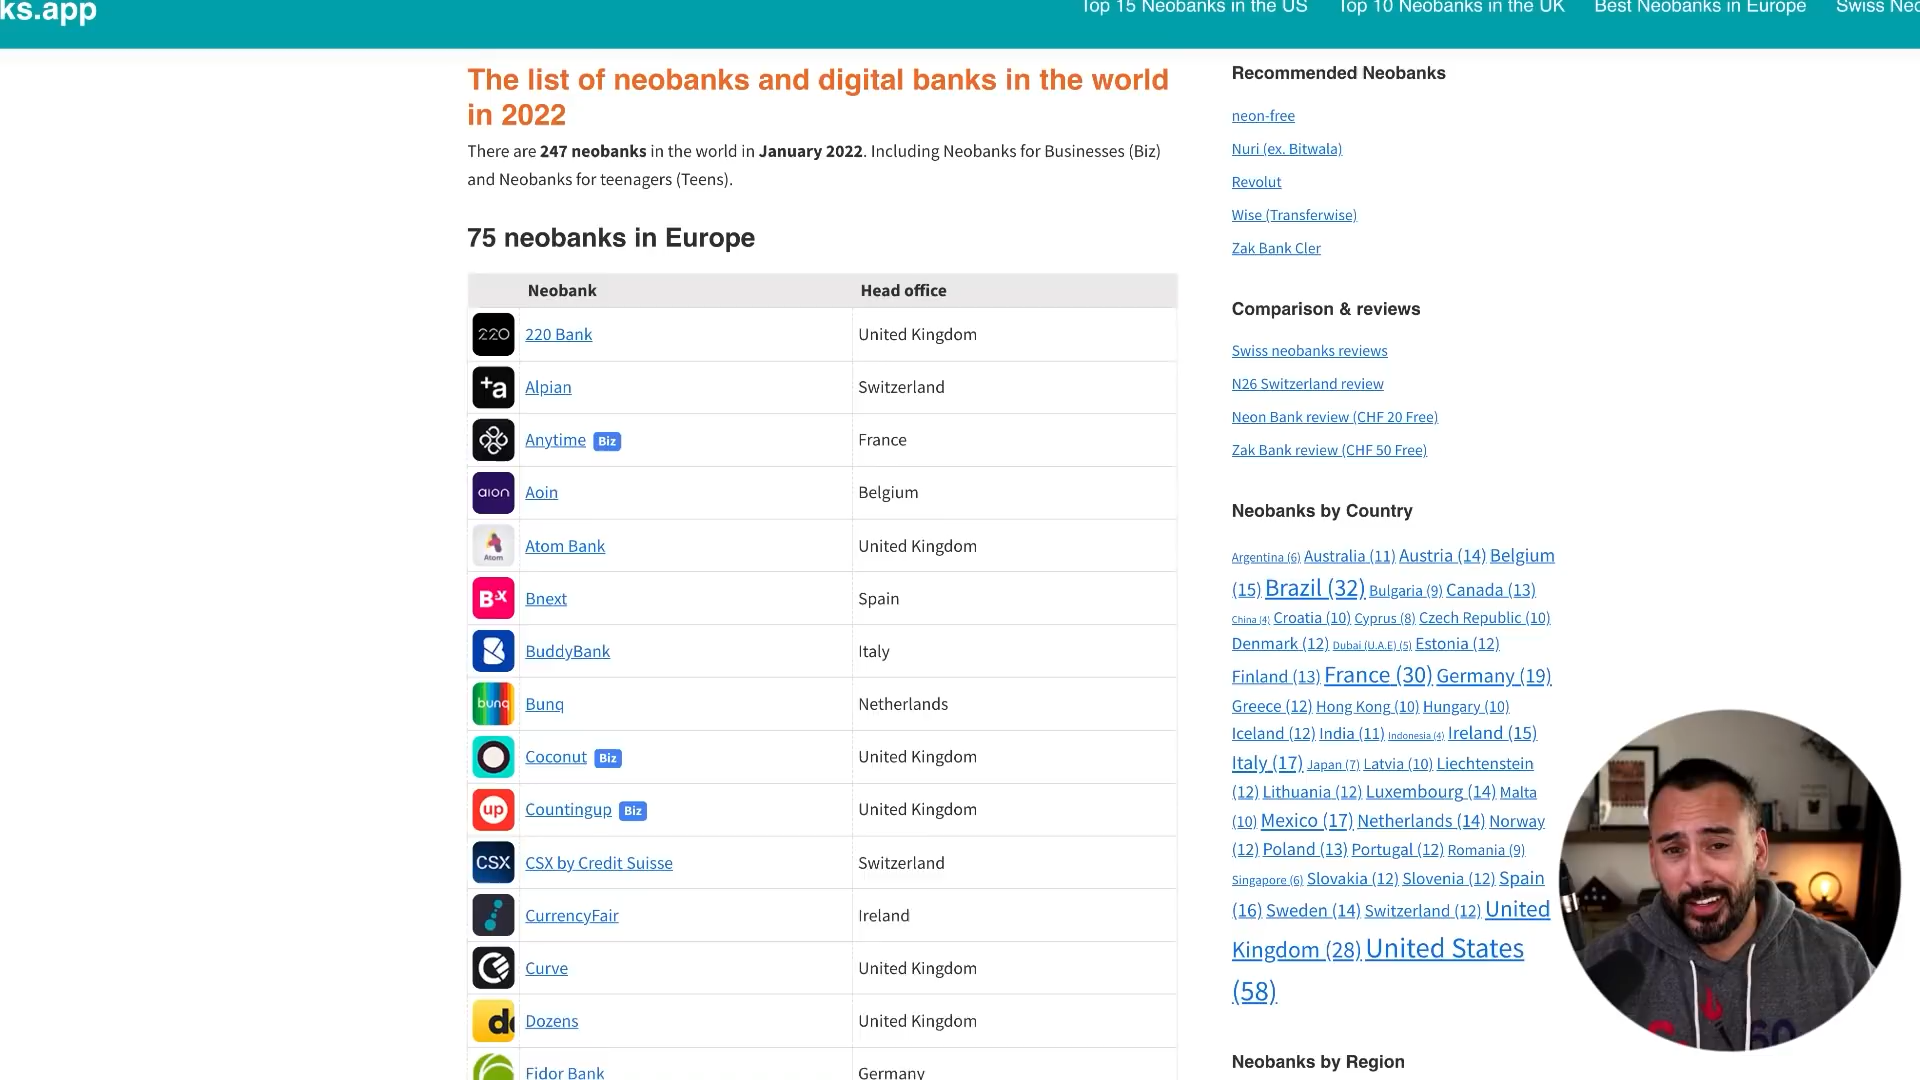 ks.app
Top 15 Neobanks in the US Top 10 Neobanks in the UK Best Neobanks in Europe Swiss
The list of neobanks and digital banks in the world
in 2022
There are 247 neobanks in the world in January 2022. Including Neobanks for Businesses (Biz)
and Neobanks for teenagers (Teens).
75 neobanks in Europe
Neobank Head office
220 220 Bank United Kingdom
+a Alpian Switzerland
Anytime Biz France
aion Aoin Belgium
Atom Atom Bank United Kingdom
Bx Bnext Spain
BuddyBank Italy
bunq Bunq Netherlands
Coconut Biz United Kingdom
up Countingup Biz United Kingdom
CSX CSX by Credit Suisse Switzerland
CurrencyFair Ireland
Curve United Kingdom
d Dozens United Kingdom
Fidor Bank Germany
Recommended Neobanks
neon-free
Nuri (ex. Bitwala)
Revolut
Wise (Transferwise)
Zak Bank Cler
Comparison & reviews
Swiss neobanks reviews
N26 Switzerland review
Neon Bank review (CHF 20 Free)
Zak Bank review (CHF 50 Free)
Neobanks by Country
Argentina (6) Australia (11) Austria (14) Belgium
(15) Brazil (32) Bulgaria (9) Canada (13)
China (4) Croatia (10) Cyprus (8) Czech Republic (10)
Denmark (12) Dubai (U.A.E) (5) Estonia (12)
Finland (13) France (30) Germany (19)
Greece (12) Hong Kong (10) Hungary (10)
Iceland (12) India (11) Indonesia (4) Ireland (15)
Italy (17) Japan (7) Latvia (10) Liechtenstein
(12) Lithuania (12) Luxembourg (14) Malta
(10) Mexico (17) Netherlands (14) Norway
(12) Poland (13) Portugal (12) Romania (9)
Singapore (6) Slovakia (12) Slovenia (12) Spain
(16) Sweden (14) Switzerland (12) United
Kingdom (28) United States
(58)
Neobanks by Region